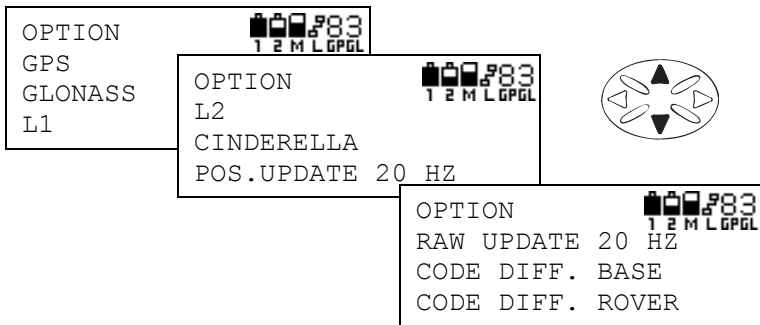 OPTION 83
1 2 M L GPGL
GPS
GLONASS
L1
OPTION 83
1 2 M L GPGL
L2
CINDERELLA
POS.UPDATE 20 HZ
OPTION 83
1 2 M L GPGL
RAW UPDATE 20 HZ
CODE DIFF. BASE
CODE DIFF. ROVER